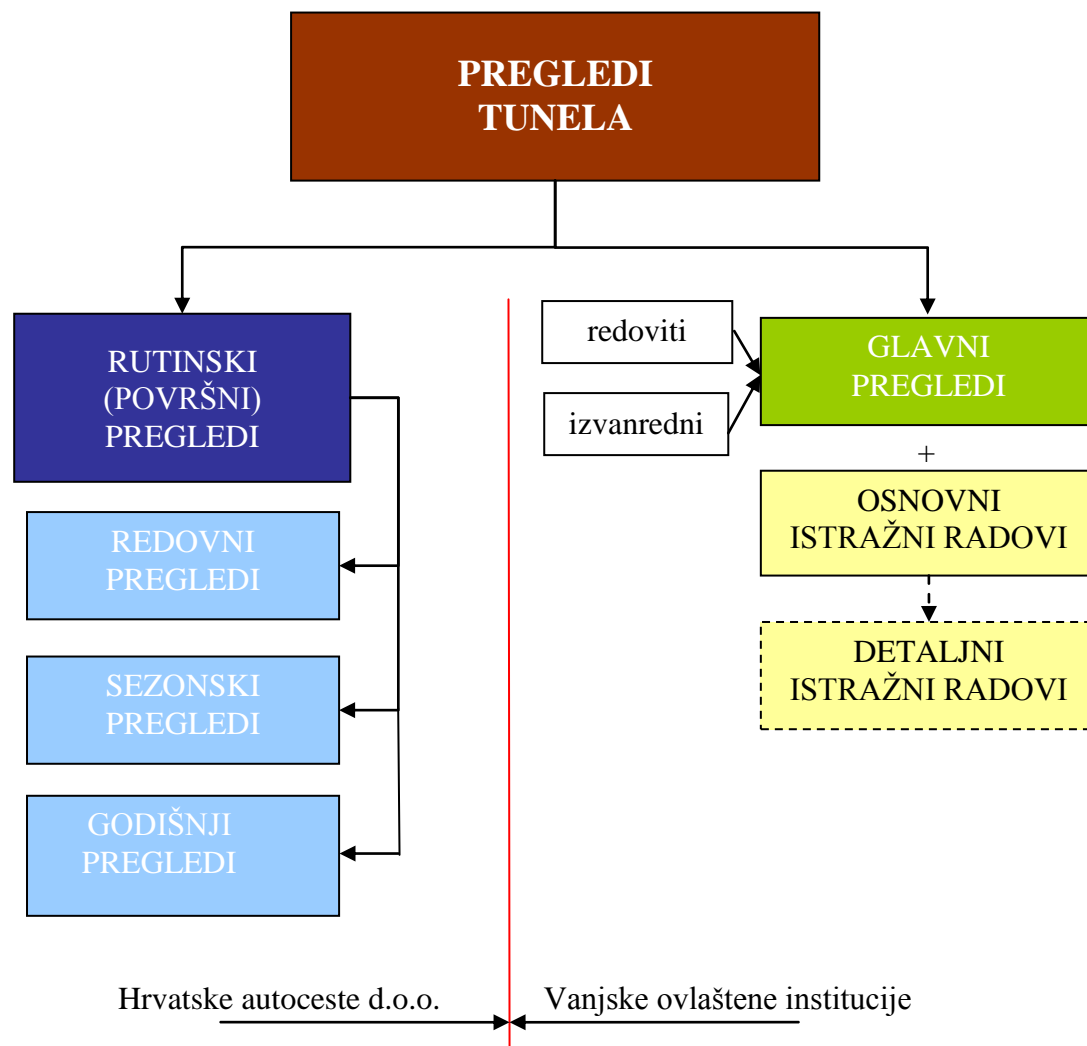 PREGLEDI
TUNELA
RUTINSKI
(POVRŠNI)
PREGLEDI
REDOVNI
PREGLEDI
SEZONSKI
PREGLEDI
GODIŠNJI
PREGLEDI
redoviti
izvanredni
GLAVNI
PREGLEDI
+
OSNOVNI
ISTRAŽNI RADOVI
DETALJNI
ISTRAŽNI RADOVI
Hrvatske autoceste d.o.o.
Vanjske ovlaštene institucije